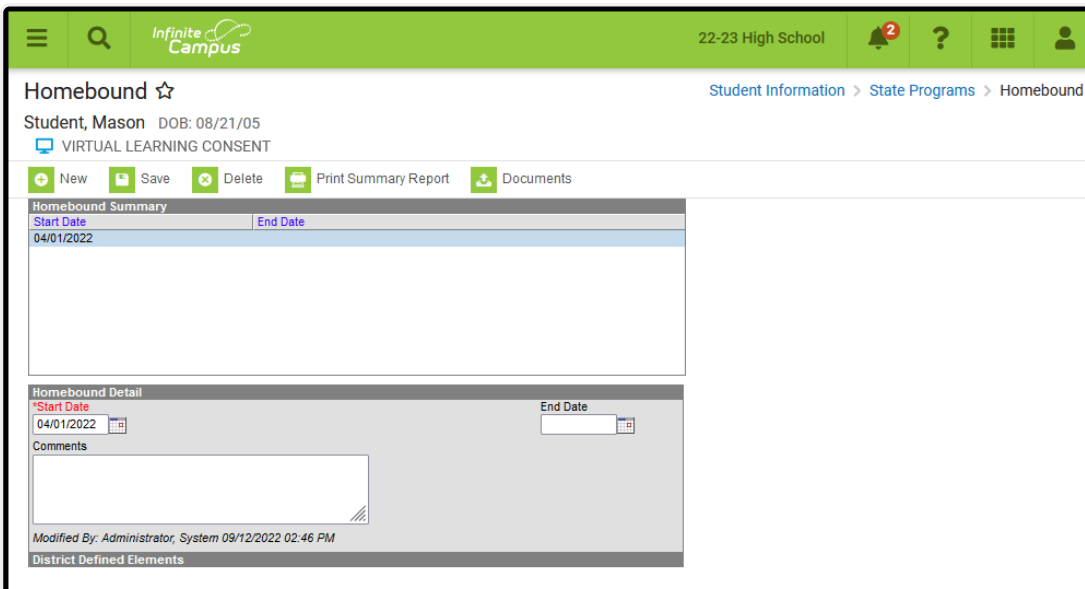 Infinite Campus
22-23 High School
2
?
Homebound
Student Information > State Programs > Homebound
Student, Mason DOB: 08/21/05
VIRTUAL LEARNING CONSENT
New Save Delete Print Summary Report Documents
Homebound Summary
Start Date End Date
04/01/2022
Homebound Detail
*Start Date End Date
04/01/2022
Comments
Modified By: Administrator, System 09/12/2022 02:46 PM
District Defined Elements